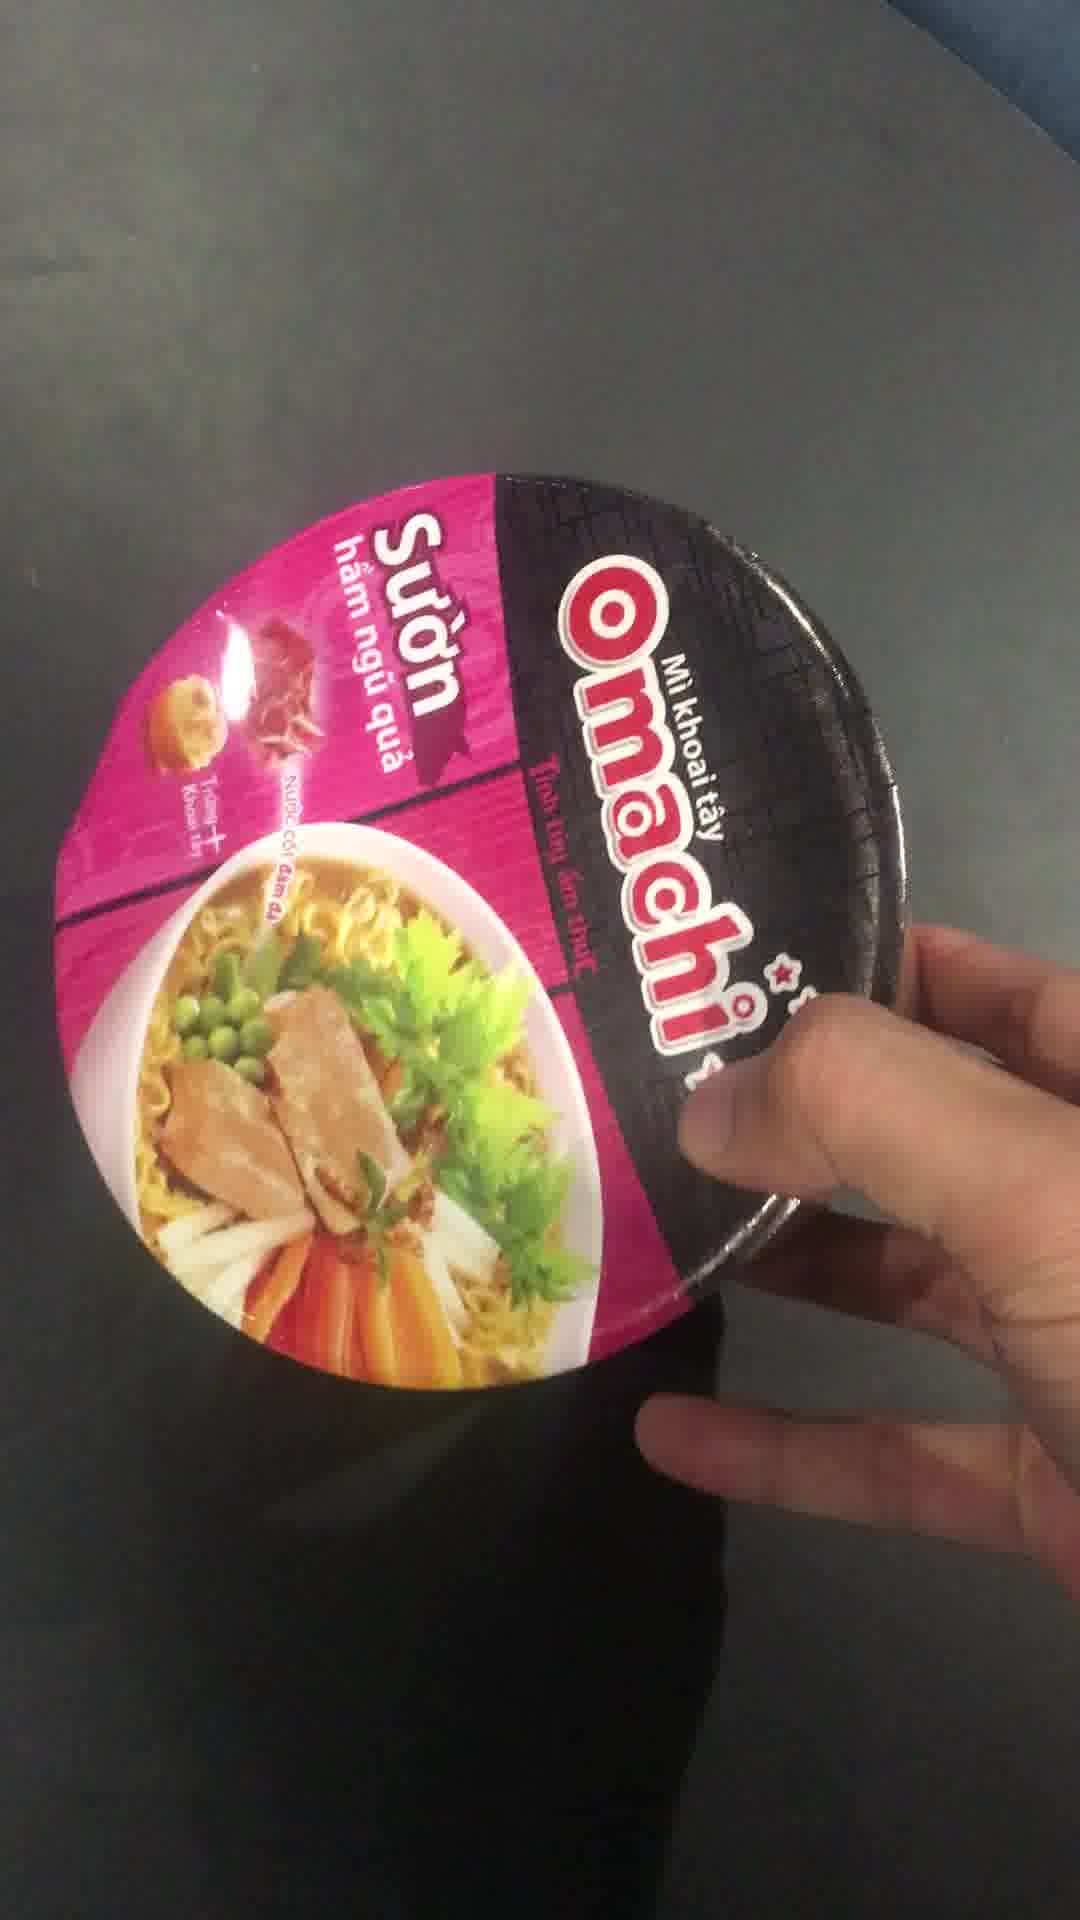 Mì khoai tây
Omachi
Tinh túy ẩm thực
Sườn
hầm ngũ quả
Nước cốt đậm đà
+
Trứng
Khoai tây